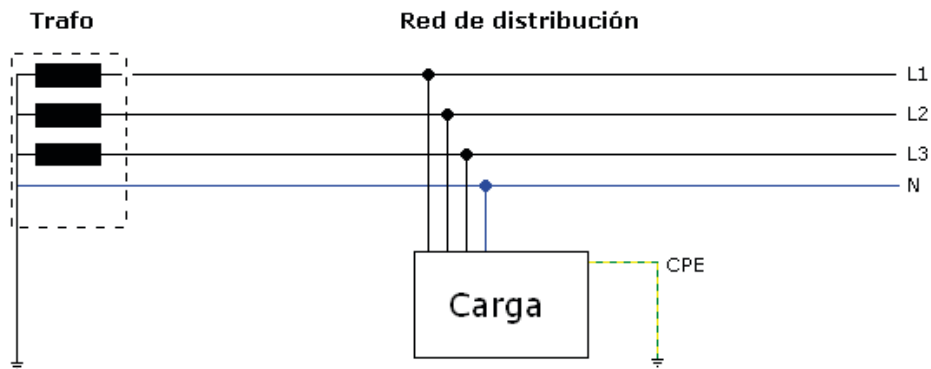 Trafo
Red de distribución
L1
L2
L3
N
CPE
Carga